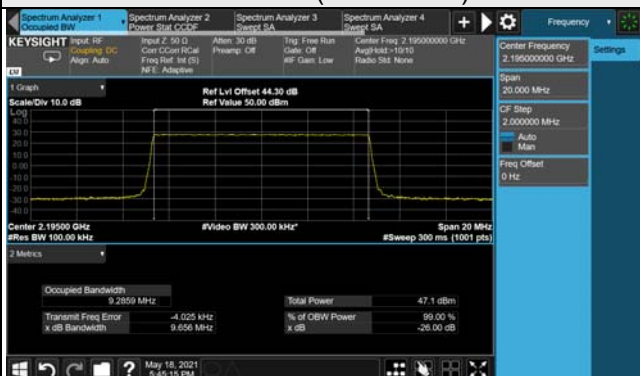 Spectrum Analyzer 1
Occupied BW
Spectrum Analyzer 2
Power Stat CCDF
Spectrum Analyzer 3
Swept SA
Spectrum Analyzer 4
Swept SA
Frequency
KEYSIGHT
Input: RF
Coupling: DC
Align: Auto
Input Z: 50 Ω
Corr CCorr RCal
Freq Ref: Int (S)
NFE: Adaptive
Atten: 30 dB
Preamp: Off
Trig: Free Run
Gate: Off
#IF Gain: Low
Center Freq: 2.195000000 GHz
Avg|Hold:>10/10
Radio Std: None
LXI
Center Frequency
2.195000000 GHz
Settings
Span
20.000 MHz
CF Step
2.000000 MHz
Auto
Man
Freq Offset
0 Hz
1 Graph
Scale/Div 10.0 dB
Ref Lvl Offset 44.30 dB
Ref Value 50.00 dBm
Log
40.0
30.0
20.0
10.0
0.00
-10.0
-20.0
-30.0
-40.0
Center 2.19500 GHz
#Res BW 100.00 kHz
#Video BW 300.00 kHz*
Span 20 MHz
#Sweep 300 ms (1001 pts)
2 Metrics
Occupied Bandwidth
9.2859 MHz
Total Power
47.1 dBm
Transmit Freq Error
-4.025 kHz
% of OBW Power
99.00 %
x dB Bandwidth
9.656 MHz
x dB
-26.00 dB
May 18, 2021
5:45:15 PM